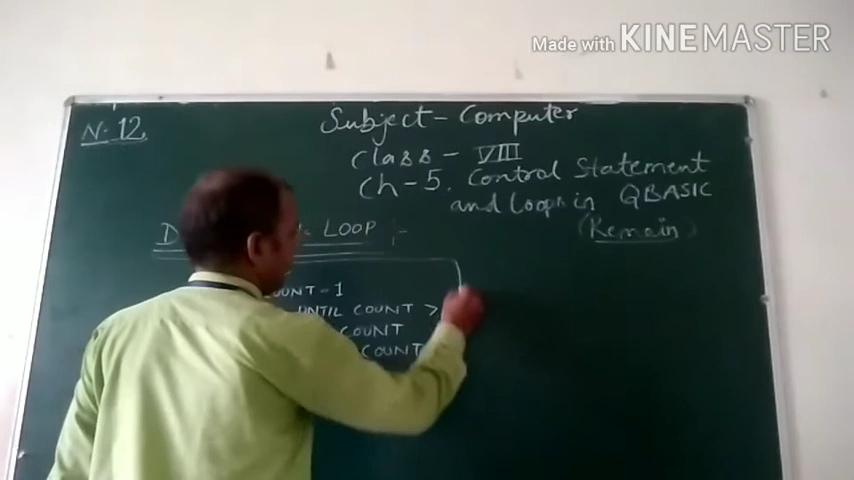 Made with KINEMASTER
N-12.
Subject - Computer
Class - VIII
Ch-5. Control Statement
and Loop in QBASIC
(Remain)
LOOP :-
COUNT = 1
UNTIL COUNT >
COUNT
COUNT